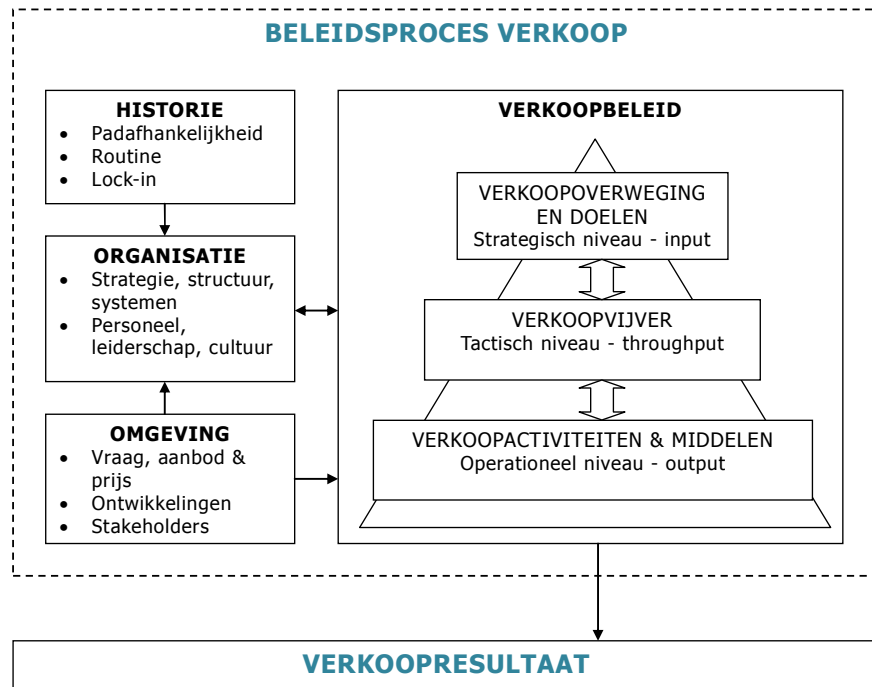 BELEIDSPROCES VERKOOP
HISTORIE
• Padafhankelijkheid
• Routine
• Lock-in
ORGANISATIE
• Strategie, structuur,
systemen
• Personeel,
leiderschap, cultuur
OMGEVING
• Vraag, aanbod &
prijs
• Ontwikkelingen
• Stakeholders
VERKOOPBELEID
VERKOOPOVERWEGING
EN DOELEN
Strategisch niveau - input
VERKOOPVIJVER
Tactisch niveau - throughput
VERKOOPACTIVITEITEN & MIDDELEN
Operationeel niveau - output
VERKOOPRESULTAAT